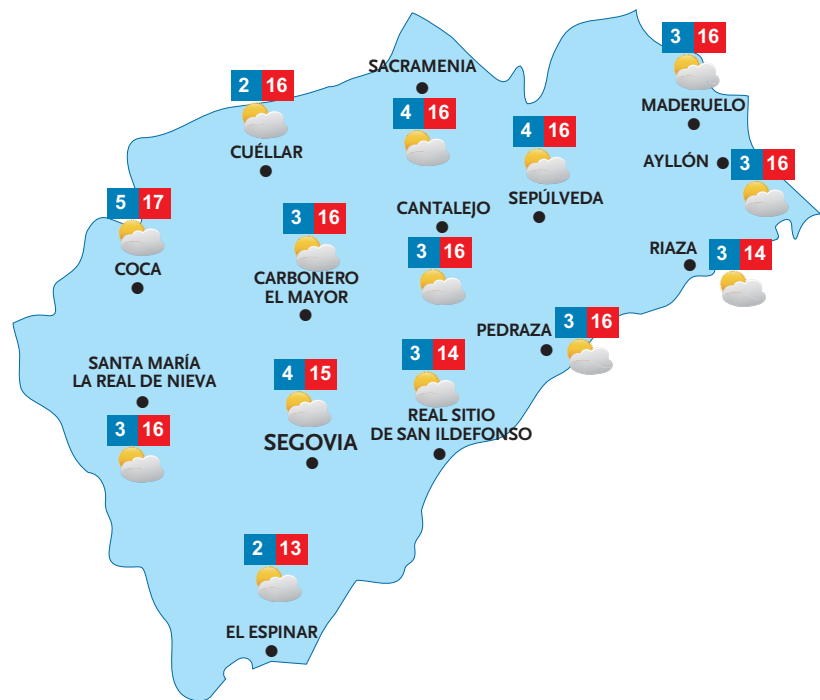 3 16
MADERUELO
SACRAMENIA
4 16
2 16
CUÉLLAR
4 16
SEPÚLVEDA
AYLLÓN
3 16
5 17
COCA
3 16
CARBONERO
EL MAYOR
CANTALEJO
3 16
RIAZA
3 14
PEDRAZA
3 16
SANTA MARÍA
LA REAL DE NIEVA
3 16
4 15
SEGOVIA
3 14
REAL SITIO
DE SAN ILDEFONSO
2 13
EL ESPINAR